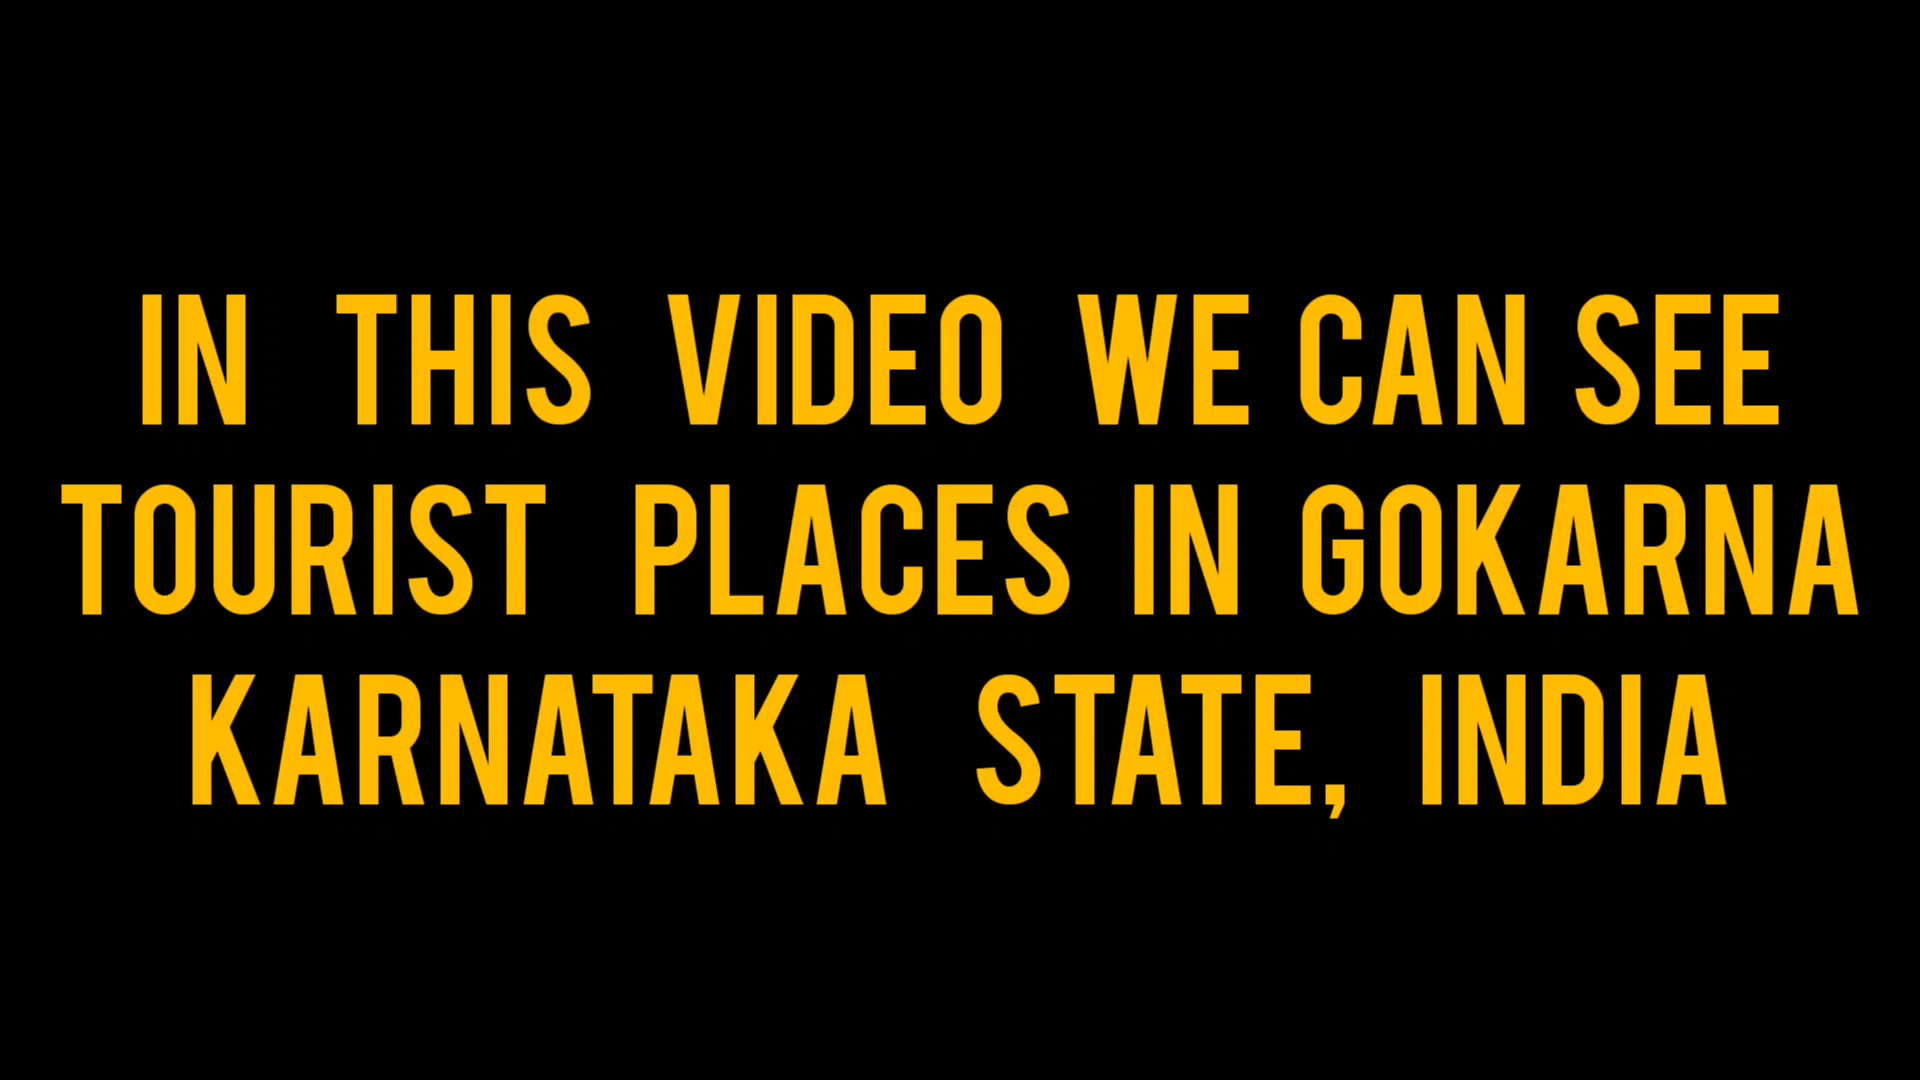 IN THIS VIDEO WE CAN SEE
TOURIST PLACES IN GOKARNA
KARNATAKA STATE, INDIA